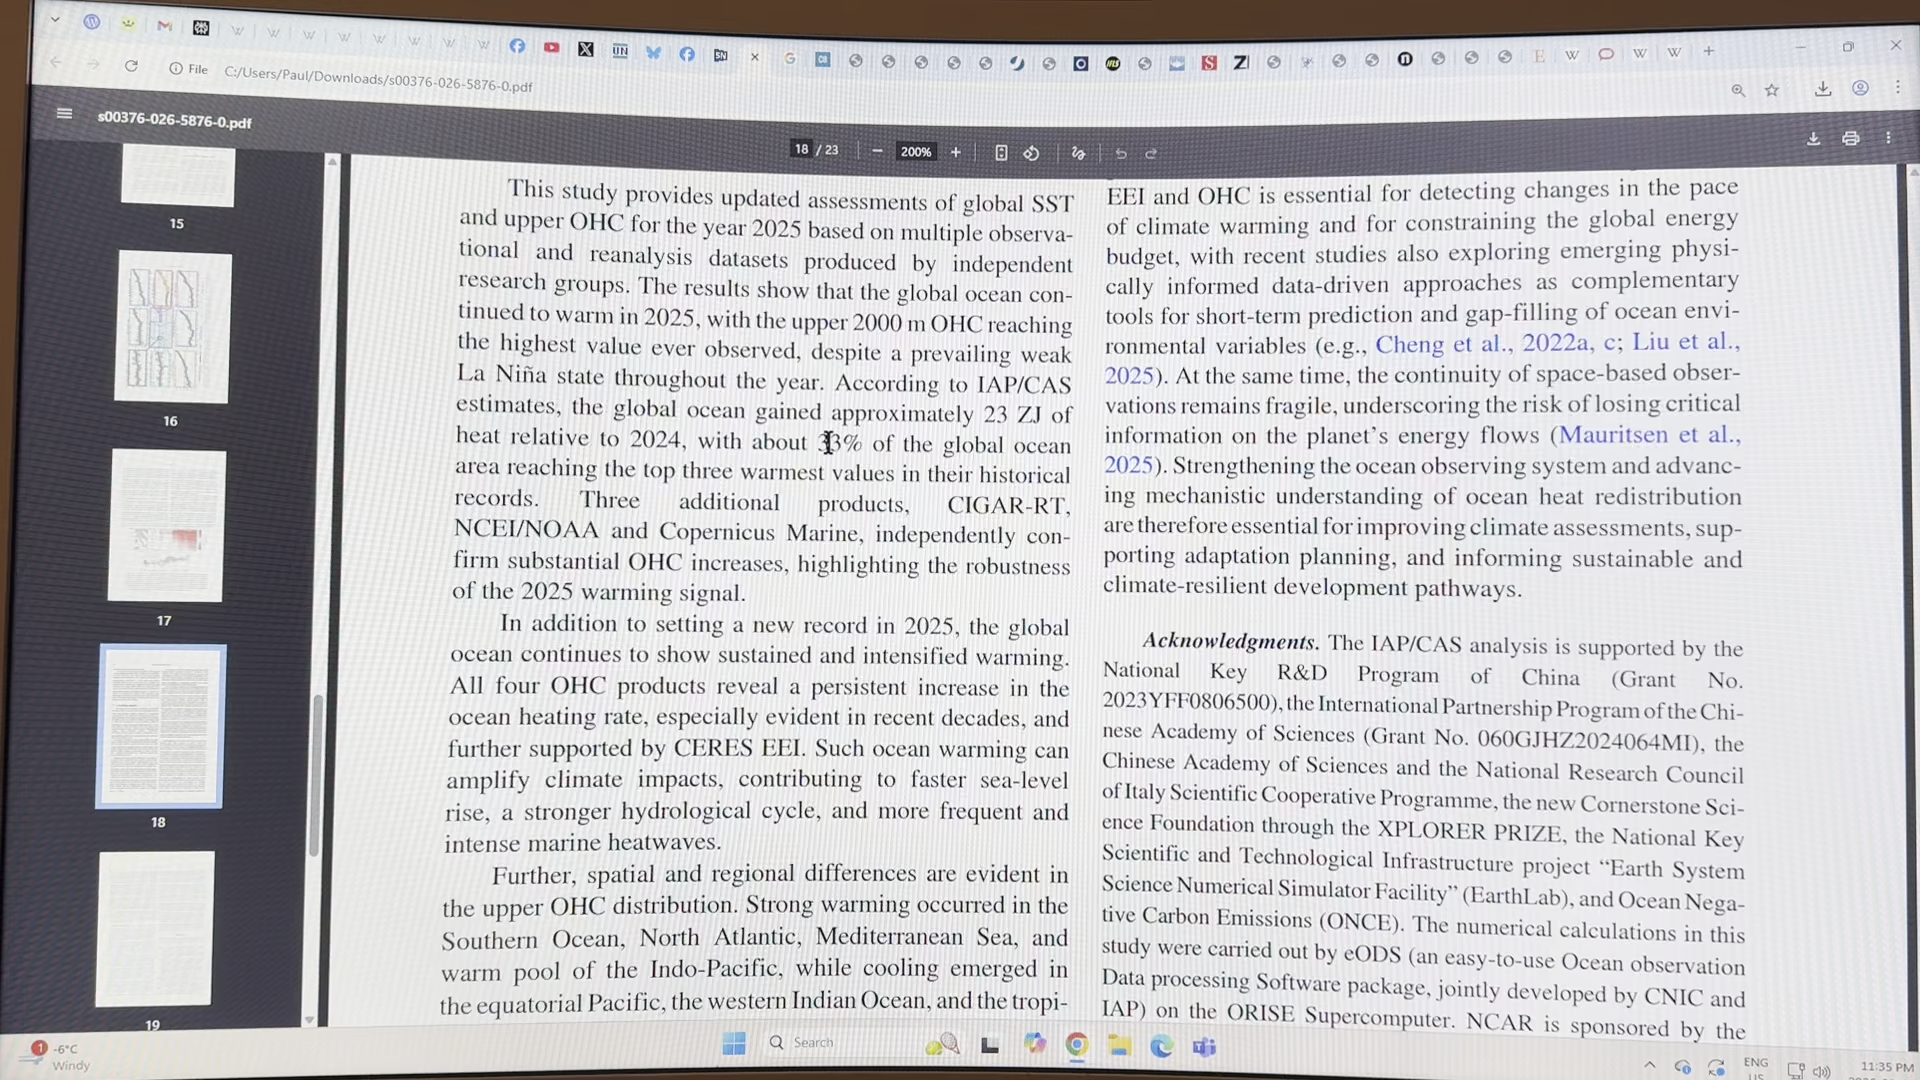 File
C:/Users/Paul/Downloads/s00376-026-5876-0.pdf
s00376-026-5876-0.pdf
18 / 23
200%
15
16
17
18
19
This study provides updated assessments of global SST
and upper OHC for the year 2025 based on multiple observa-
tional and reanalysis datasets produced by independent
research groups. The results show that the global ocean con-
tinued to warm in 2025, with the upper 2000 m OHC reaching
the highest value ever observed, despite a prevailing weak
La Niña state throughout the year. According to IAP/CAS
estimates, the global ocean gained approximately 23 ZJ of
heat relative to 2024, with about 33% of the global ocean
area reaching the top three warmest values in their historical
records. Three additional products, CIGAR-RT,
NCEI/NOAA and Copernicus Marine, independently con-
firm substantial OHC increases, highlighting the robustness
of the 2025 warming signal.
In addition to setting a new record in 2025, the global
ocean continues to show sustained and intensified warming.
All four OHC products reveal a persistent increase in the
ocean heating rate, especially evident in recent decades, and
further supported by CERES EEI. Such ocean warming can
amplify climate impacts, contributing to faster sea-level
rise, a stronger hydrological cycle, and more frequent and
intense marine heatwaves.
Further, spatial and regional differences are evident in
the upper OHC distribution. Strong warming occurred in the
Southern Ocean, North Atlantic, Mediterranean Sea, and
warm pool of the Indo-Pacific, while cooling emerged in
the equatorial Pacific, the western Indian Ocean, and the tropi-
EEI and OHC is essential for detecting changes in the pace
of climate warming and for constraining the global energy
budget, with recent studies also exploring emerging physi-
cally informed data-driven approaches as complementary
tools for short-term prediction and gap-filling of ocean envi-
ronmental variables (e.g., Cheng et al., 2022a, c; Liu et al.,
2025). At the same time, the continuity of space-based obser-
vations remains fragile, underscoring the risk of losing critical
information on the planet’s energy flows (Mauritsen et al.,
2025). Strengthening the ocean observing system and advanc-
ing mechanistic understanding of ocean heat redistribution
are therefore essential for improving climate assessments, sup-
porting adaptation planning, and informing sustainable and
climate-resilient development pathways.
Acknowledgments. The IAP/CAS analysis is supported by the
National Key R&D Program of China (Grant No.
2023YFF0806500), the International Partnership Program of the Chi-
nese Academy of Sciences (Grant No. 060GJHZ2024064MI), the
Chinese Academy of Sciences and the National Research Council
of Italy Scientific Cooperative Programme, the new Cornerstone Sci-
ence Foundation through the XPLORER PRIZE, the National Key
Scientific and Technological Infrastructure project “Earth System
Science Numerical Simulator Facility” (EarthLab), and Ocean Nega-
tive Carbon Emissions (ONCE). The numerical calculations in this
study were carried out by eODS (an easy-to-use Ocean observation
Data processing Software package, jointly developed by CNIC and
IAP) on the ORISE Supercomputer. NCAR is sponsored by the
1
-6°C
Windy
Search
ENG
US
11:35 PM